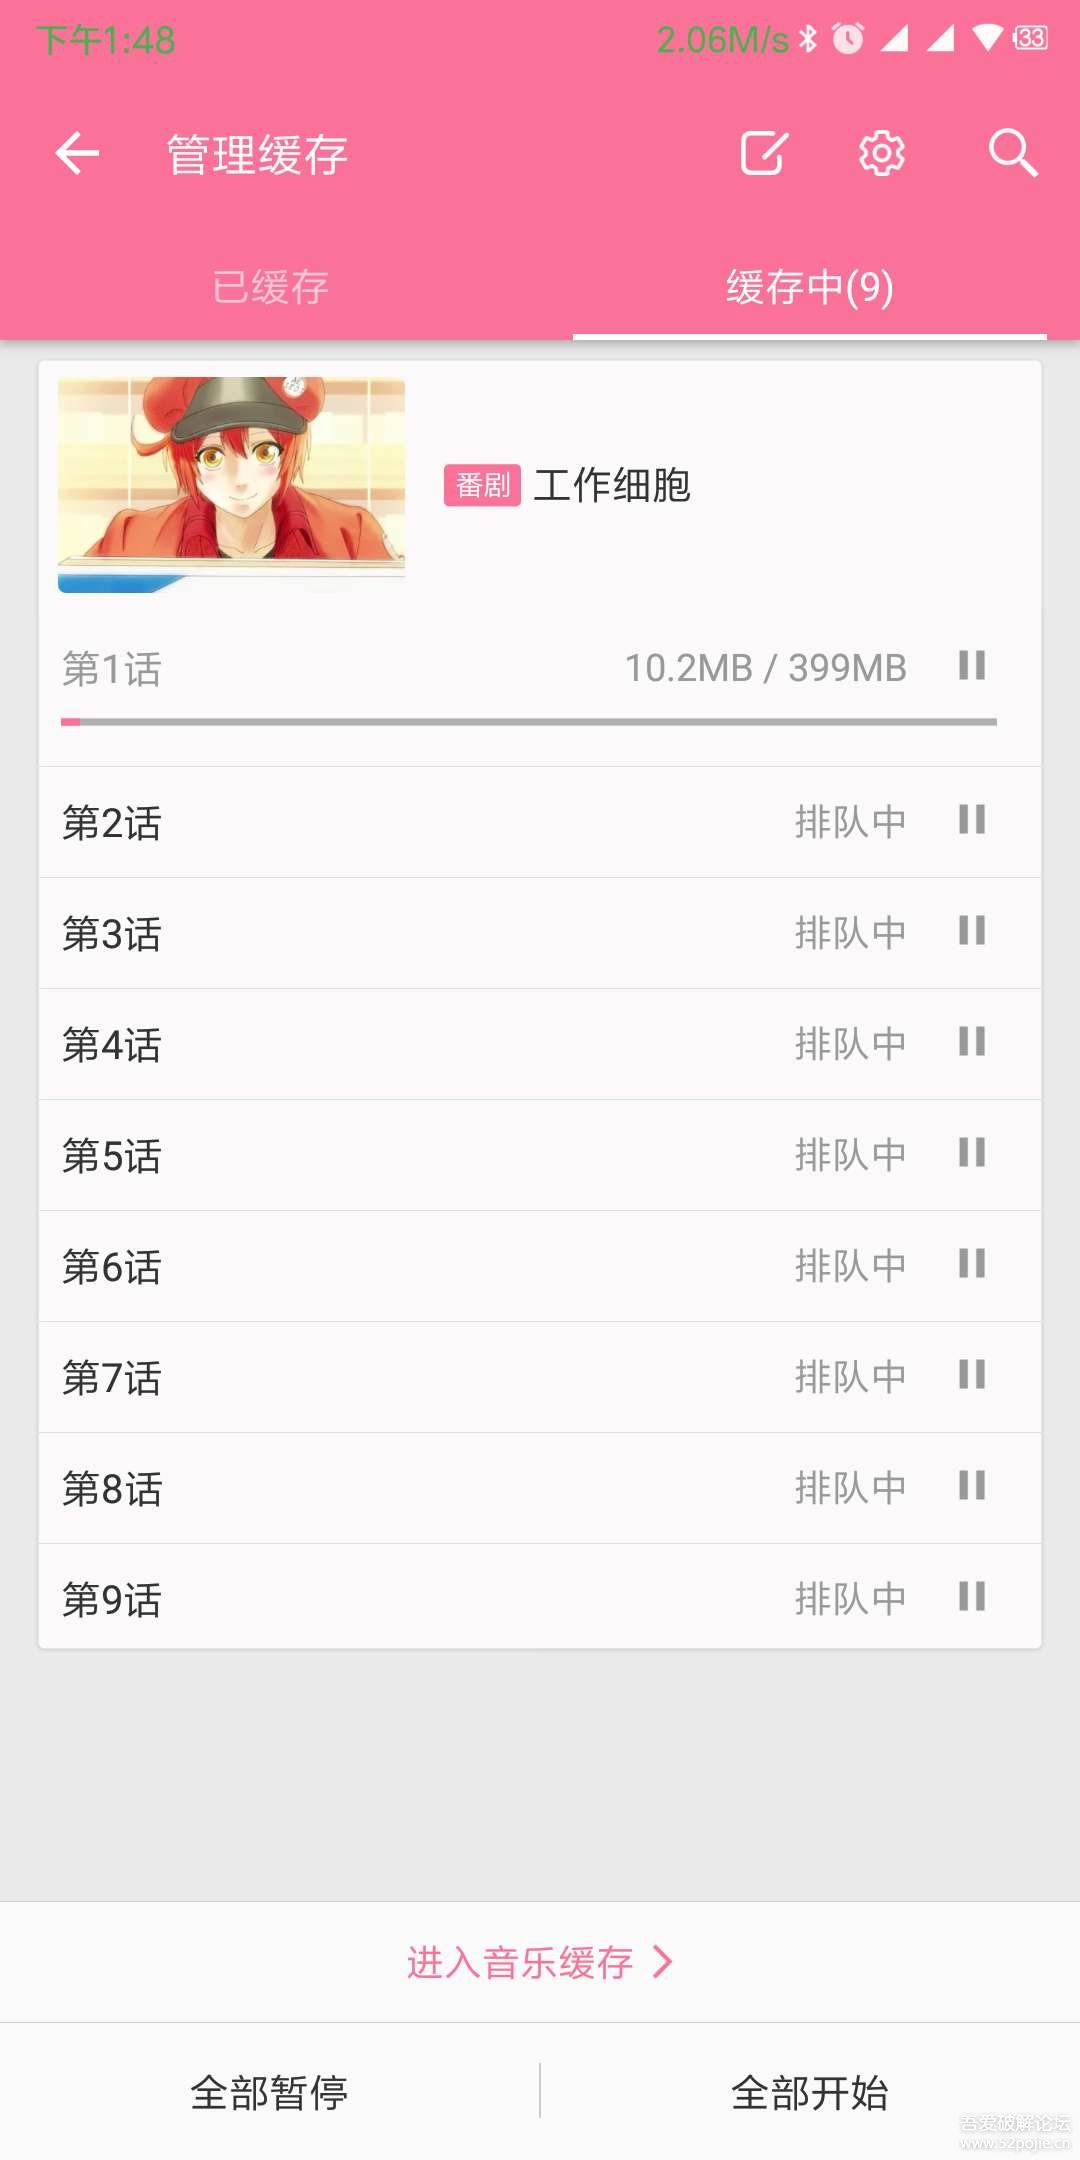 下午1:48 2.06M/s 33
管理缓存
已缓存 缓存中(9)
番剧 工作细胞
第1话 10.2MB / 399MB
第2话 排队中
第3话 排队中
第4话 排队中
第5话 排队中
第6话 排队中
第7话 排队中
第8话 排队中
第9话 排队中
进入音乐缓存
全部暂停 全部开始
吾爱破解论坛
www.52pojie.cn